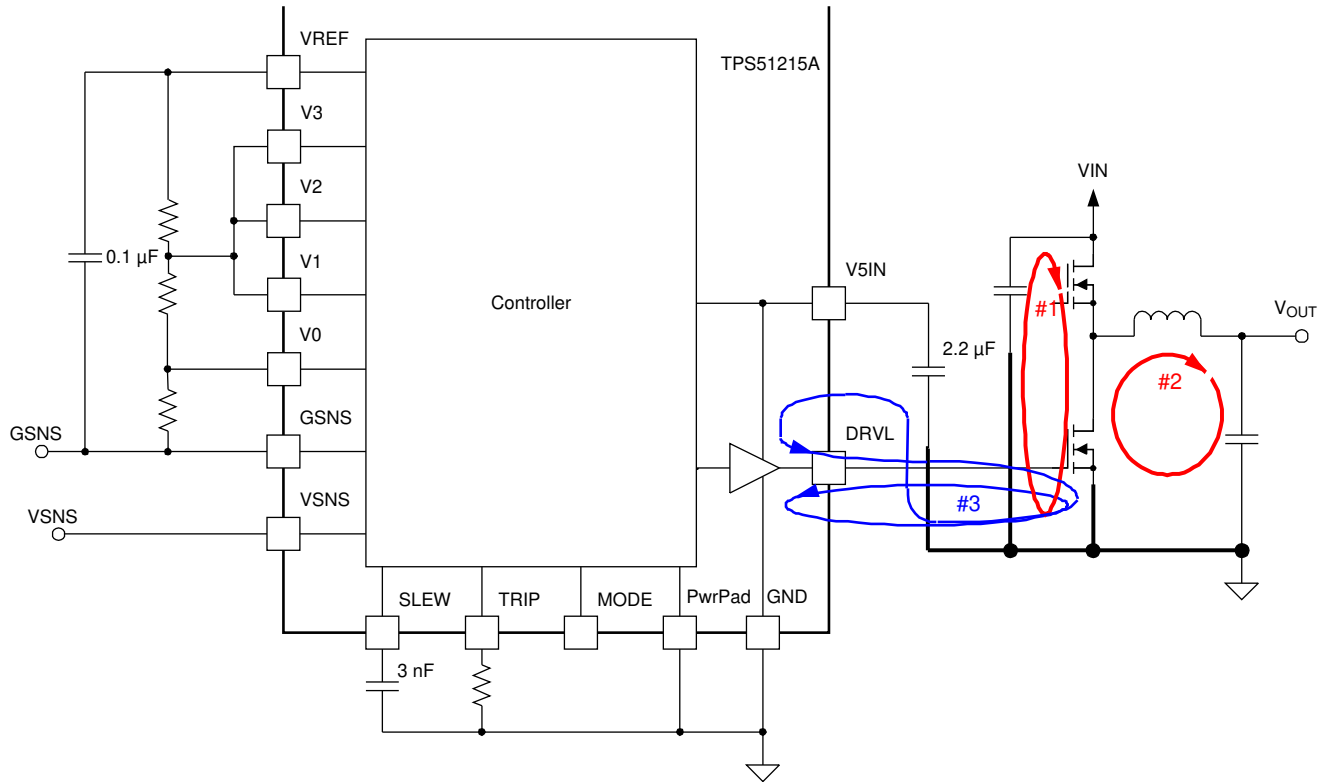 VREF
TPS51215A
V3
VIN
V2
0.1 µF
V1
V5IN
Controller
#1
VOUT
V0
2.2 µF
#2
GSNS
GSNS
DRVL
VSNS
#3
VSNS
SLEW
TRIP
MODE
PwrPad
GND
3 nF